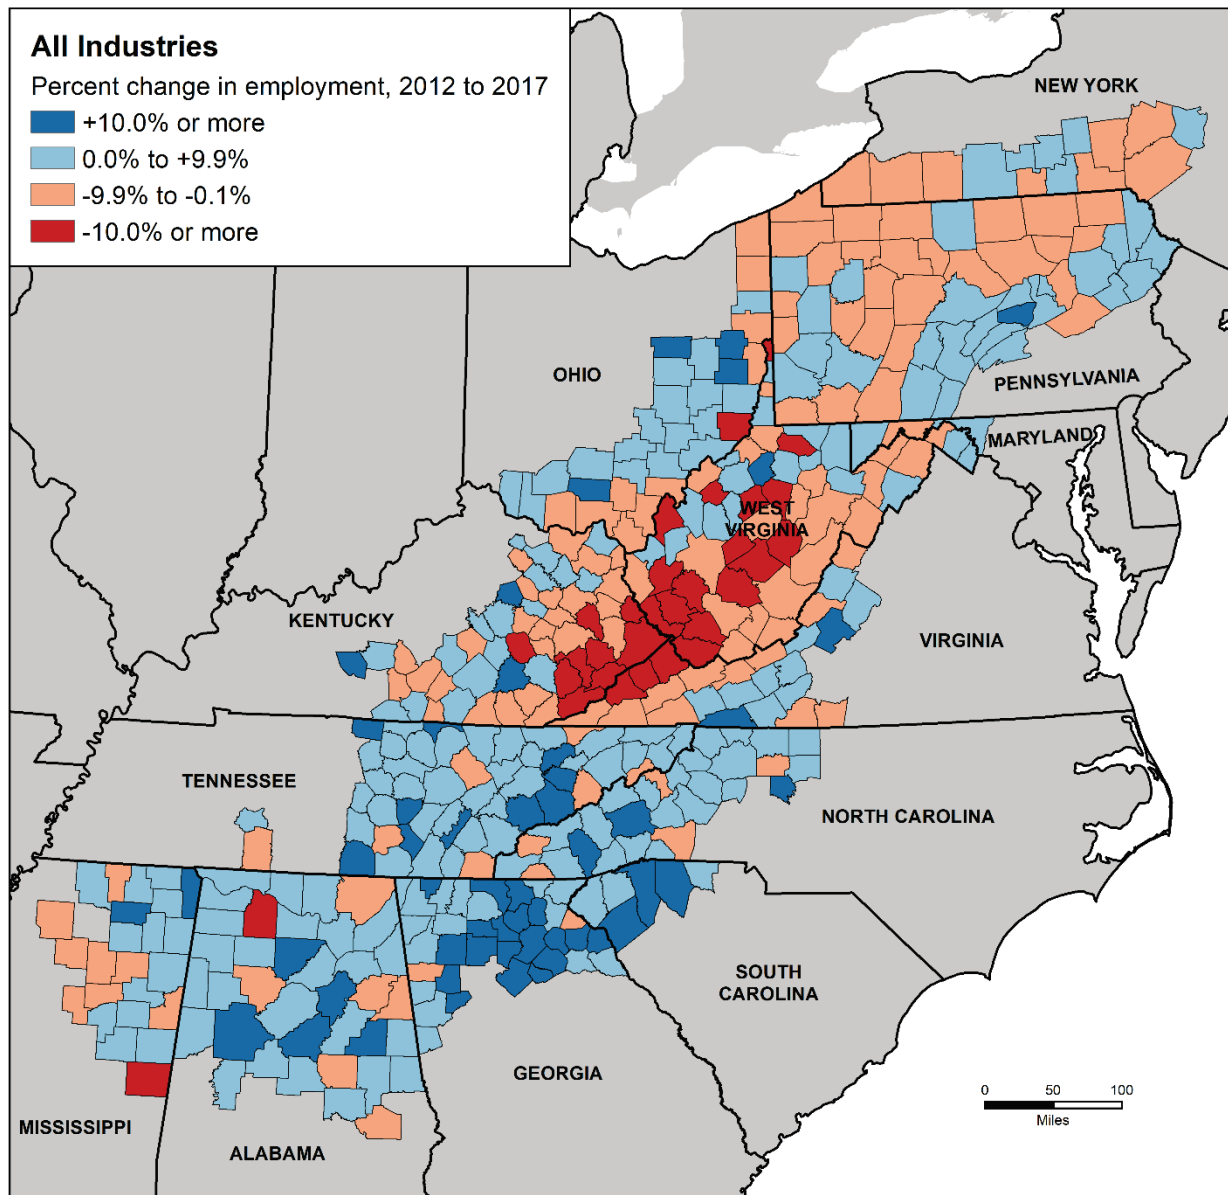 All Industries
Percent change in employment, 2012 to 2017
+10.0% or more
0.0% to +9.9%
-9.9% to -0.1%
-10.0% or more
NEW YORK
OHIO
PENNSYLVANIA
MARYLAND
WEST
VIRGINIA
KENTUCKY
VIRGINIA
TENNESSEE
NORTH CAROLINA
SOUTH
CAROLINA
GEORGIA
MISSISSIPPI
ALABAMA
0 50 100
Miles